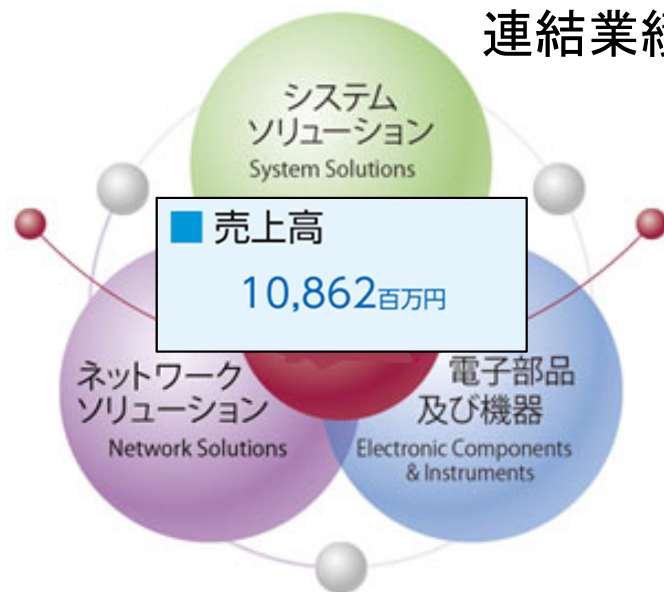 連結業績
システム
ソリューション
System Solutions
■ 売上高
10,862百万円
ネットワーク
ソリューション
Network Solutions
電子部品
及び機器
Electronic Components
& Instruments